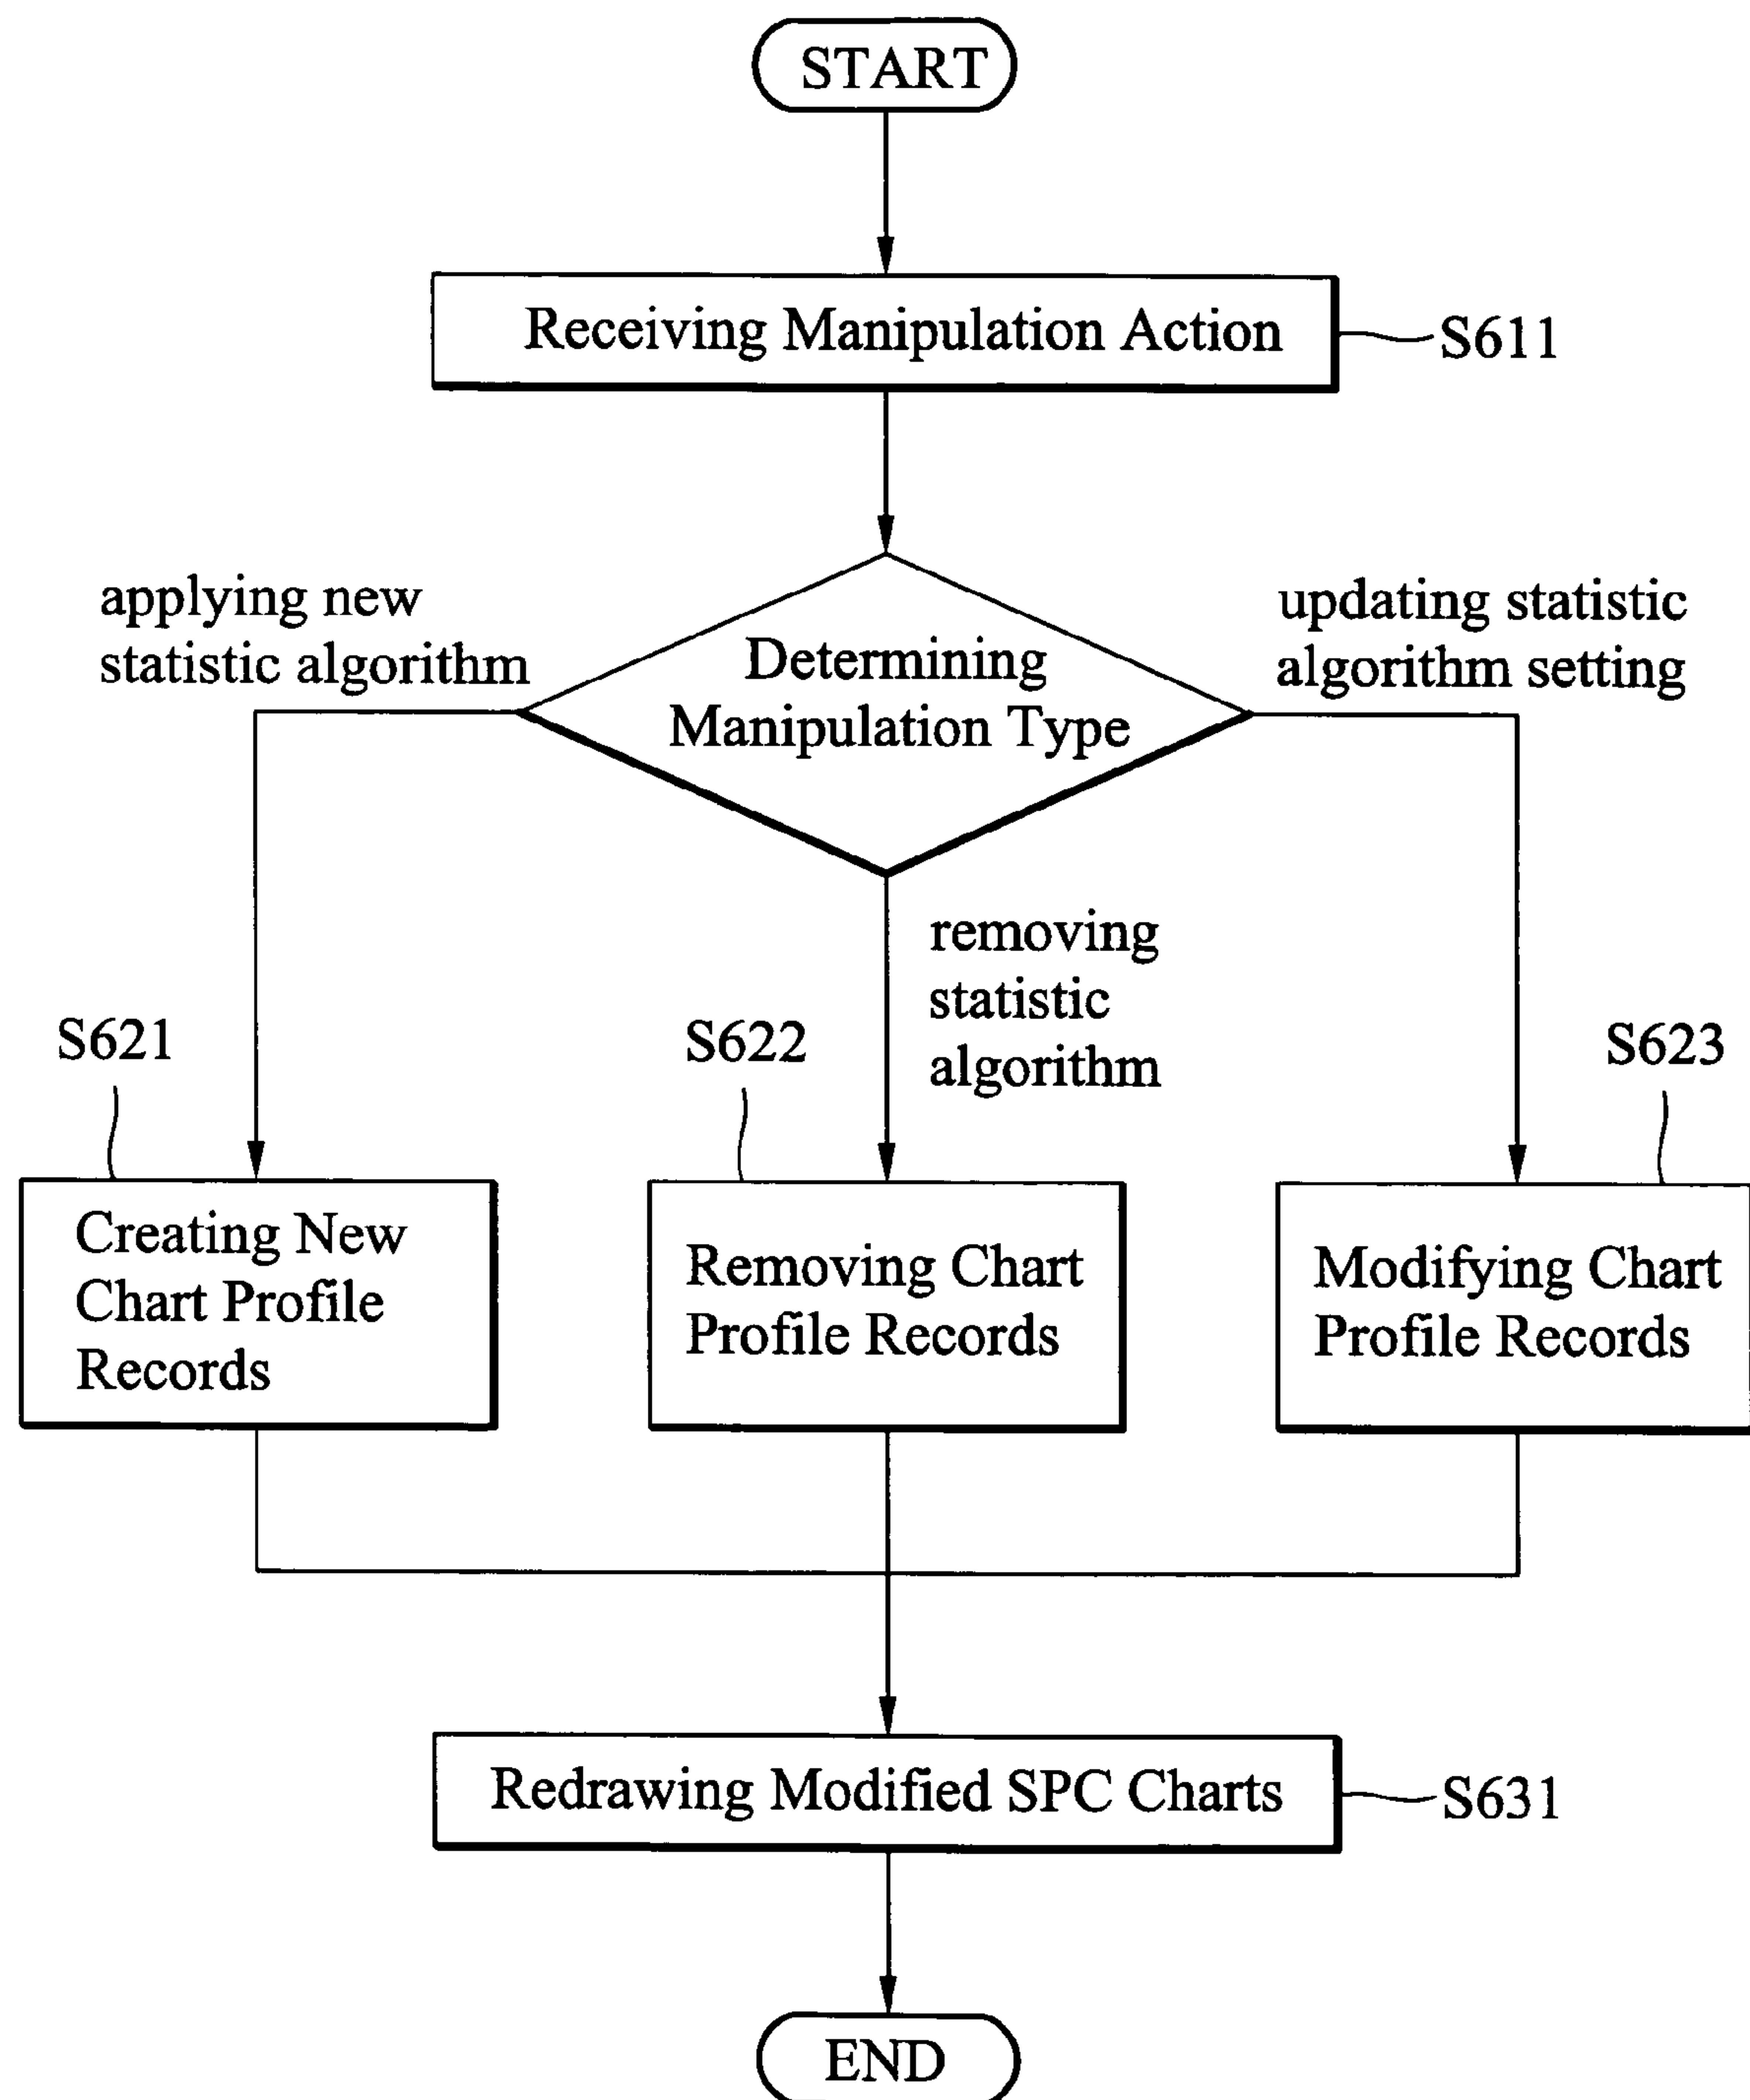 START
Receiving Manipulation Action
S611
applying new
statistic algorithm
Determining
Manipulation Type
updating statistic
algorithm setting
removing
statistic
algorithm
S621
S622
S623
Creating New
Chart Profile
Records
Removing Chart
Profile Records
Modifying Chart
Profile Records
Redrawing Modified SPC Charts
S631
END